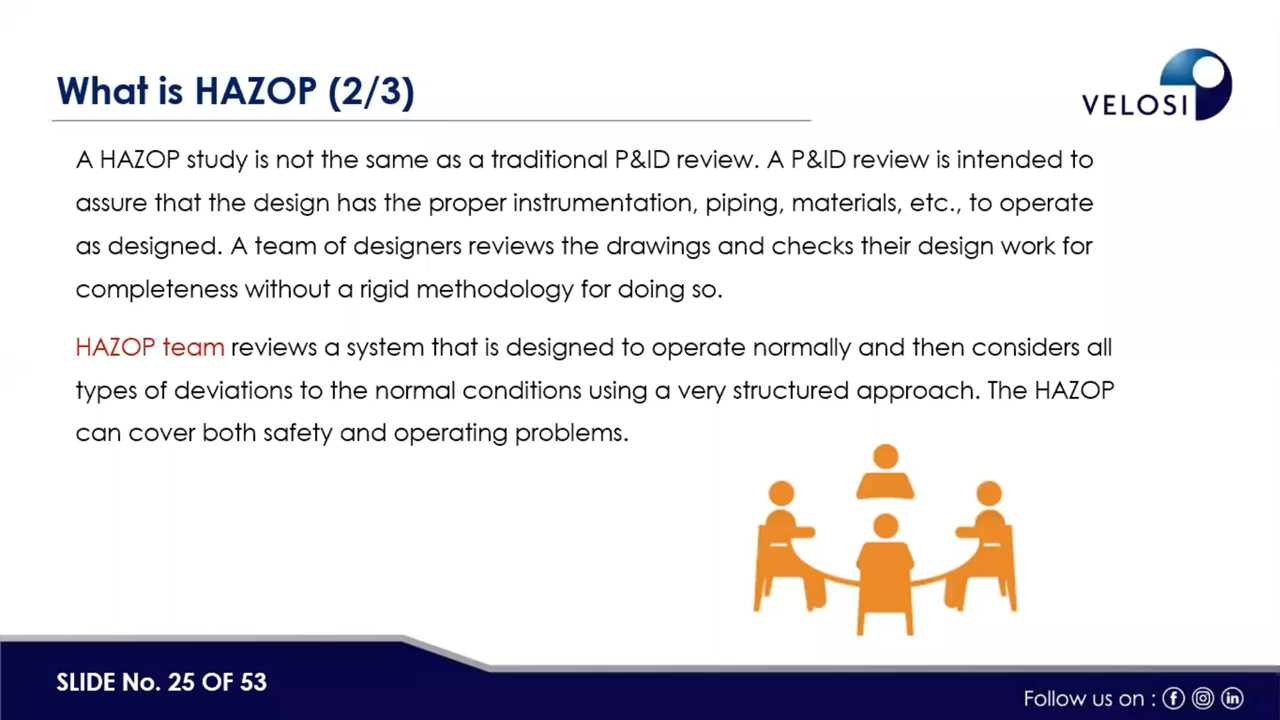 What is HAZOP (2/3)
VELOSI
A HAZOP study is not the same as a traditional P&ID review. A P&ID review is intended to
assure that the design has the proper instrumentation, piping, materials, etc., to operate
as designed. A team of designers reviews the drawings and checks their design work for
completeness without a rigid methodology for doing so.
HAZOP team reviews a system that is designed to operate normally and then considers all
types of deviations to the normal conditions using a very structured approach. The HAZOP
can cover both safety and operating problems.
SLIDE No. 25 OF 53
Follow us on :